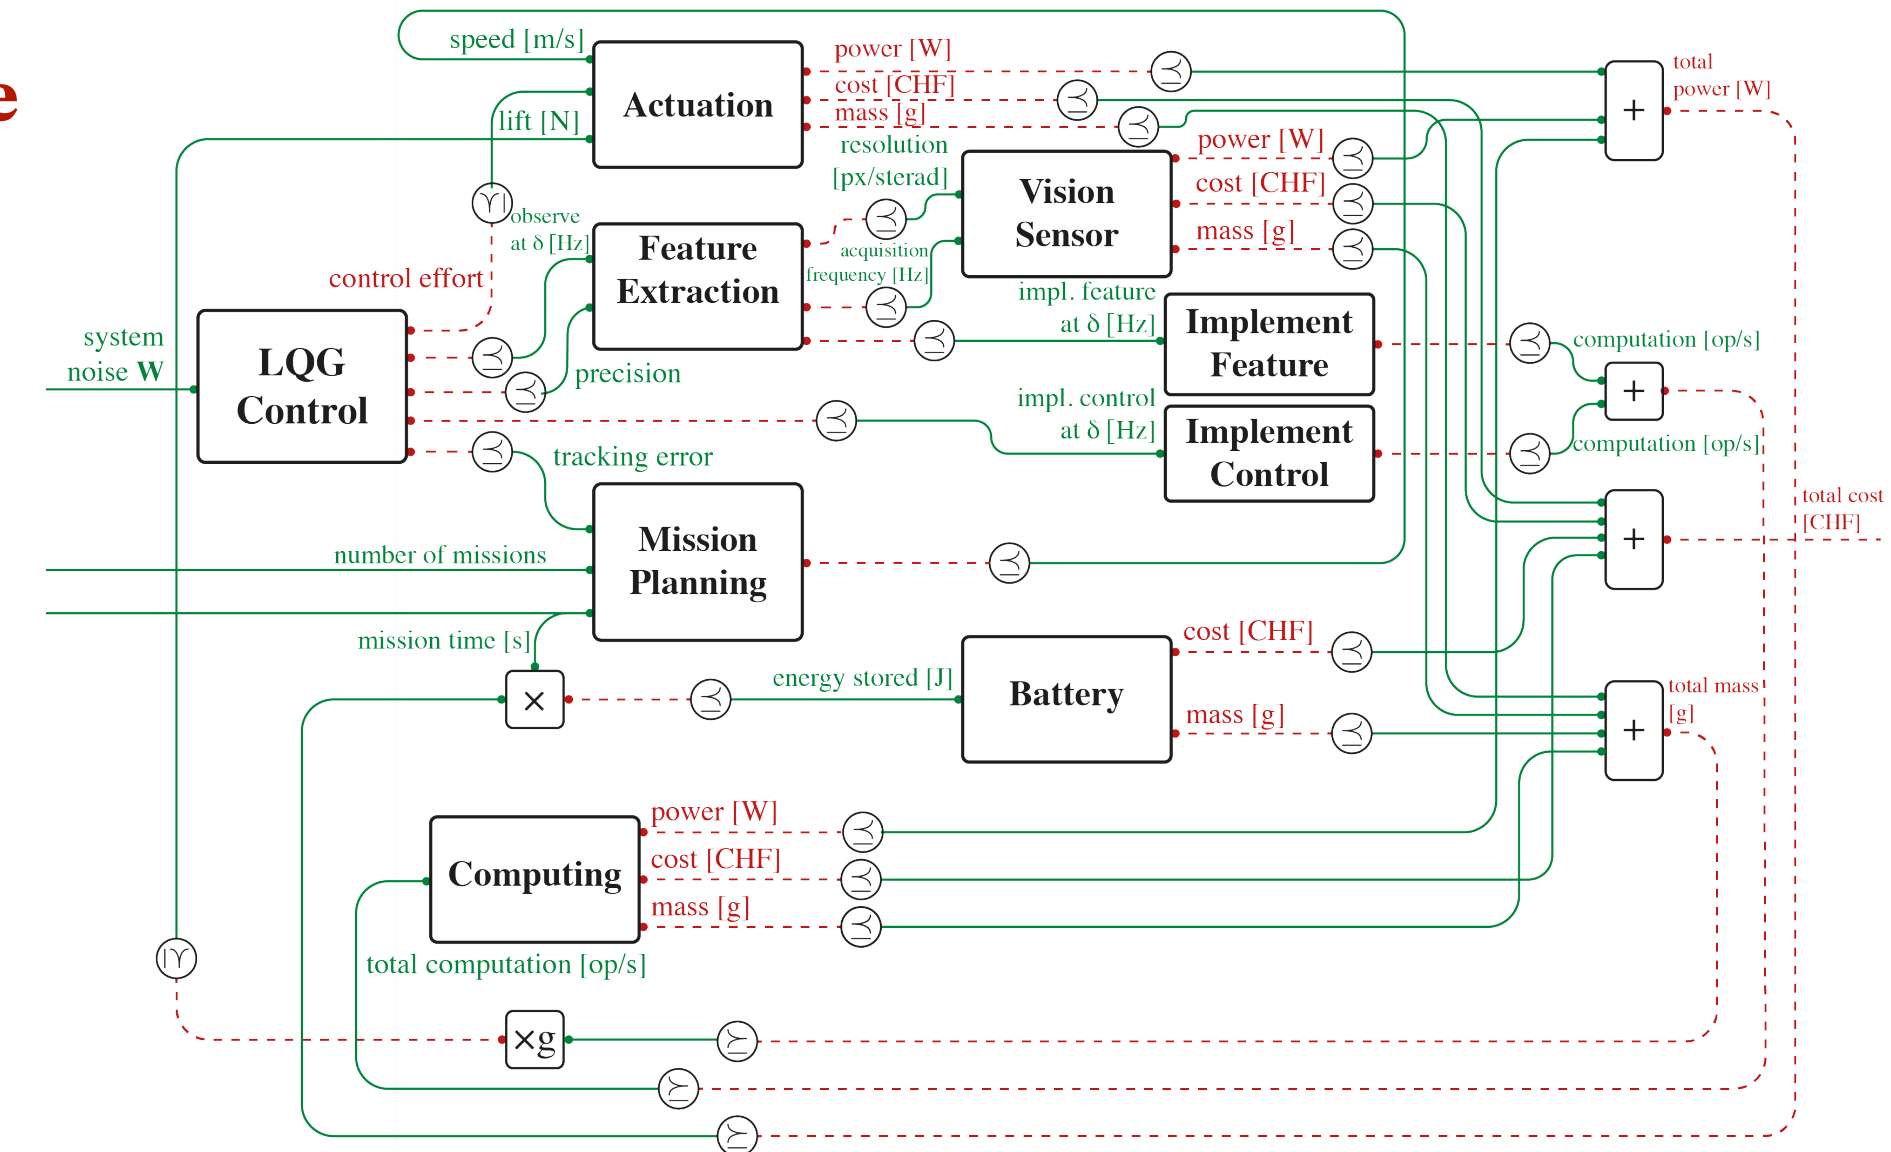 e
speed [m/s]
lift [N]
Actuation
power [W]
cost [CHF]
mass [g]
total
power [W]
+
resolution
[px/sterad]
Vision
Sensor
power [W]
cost [CHF]
mass [g]
observe
at δ [Hz]
Feature
Extraction
acquisition
frequency [Hz]
control effort
system
noise W
LQG
Control
precision
impl. feature
at δ [Hz]
Implement
Feature
computation [op/s]
+
computation [op/s]
impl. control
at δ [Hz]
Implement
Control
tracking error
number of missions
Mission
Planning
total cost
[CHF]
+
mission time [s]
×
energy stored [J]
Battery
cost [CHF]
mass [g]
total mass
[g]
+
Computing
power [W]
cost [CHF]
mass [g]
total computation [op/s]
×g